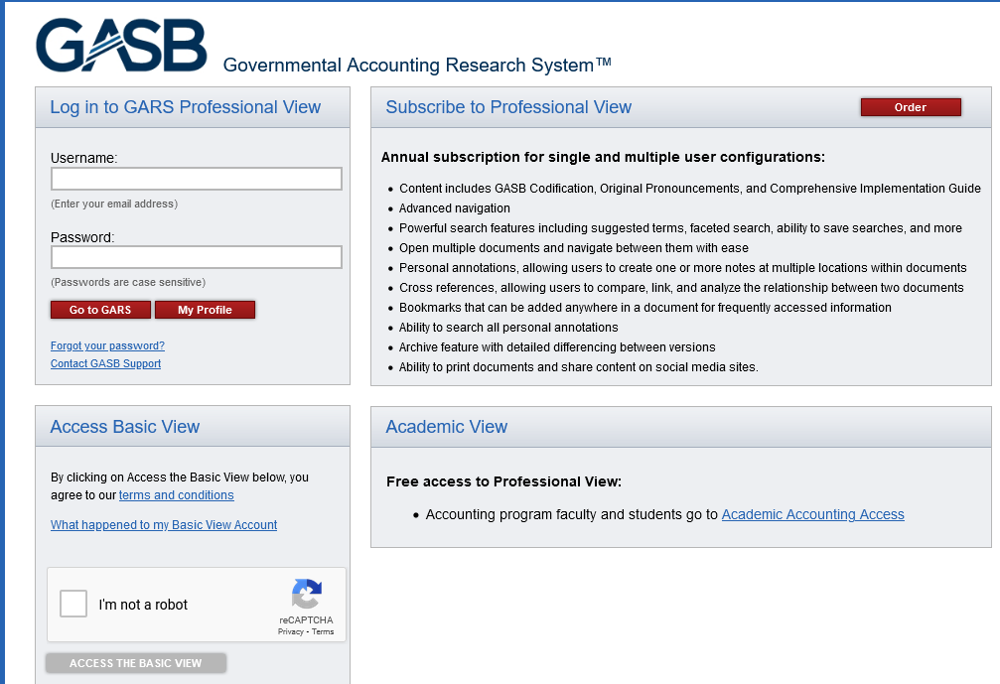 GASB
Governmental Accounting Research System™
Log in to GARS Professional View
Username:
(Enter your email address)
Password:
(Passwords are case sensitive)
Go to GARS
My Profile
Forgot your password?
Contact GASB Support
Subscribe to Professional View
Order
Annual subscription for single and multiple user configurations:
• Content includes GASB Codification, Original Pronouncements, and Comprehensive Implementation Guide
• Advanced navigation
• Powerful search features including suggested terms, faceted search, ability to save searches, and more
• Open multiple documents and navigate between them with ease
• Personal annotations, allowing users to create one or more notes at multiple locations within documents
• Cross references, allowing users to compare, link, and analyze the relationship between two documents
• Bookmarks that can be added anywhere in a document for frequently accessed information
• Ability to search all personal annotations
• Archive feature with detailed differencing between versions
• Ability to print documents and share content on social media sites.
Access Basic View
By clicking on Access the Basic View below, you
agree to our terms and conditions
What happened to my Basic View Account
I'm not a robot
reCAPTCHA
Privacy - Terms
ACCESS THE BASIC VIEW
Academic View
Free access to Professional View:
• Accounting program faculty and students go to Academic Accounting Access